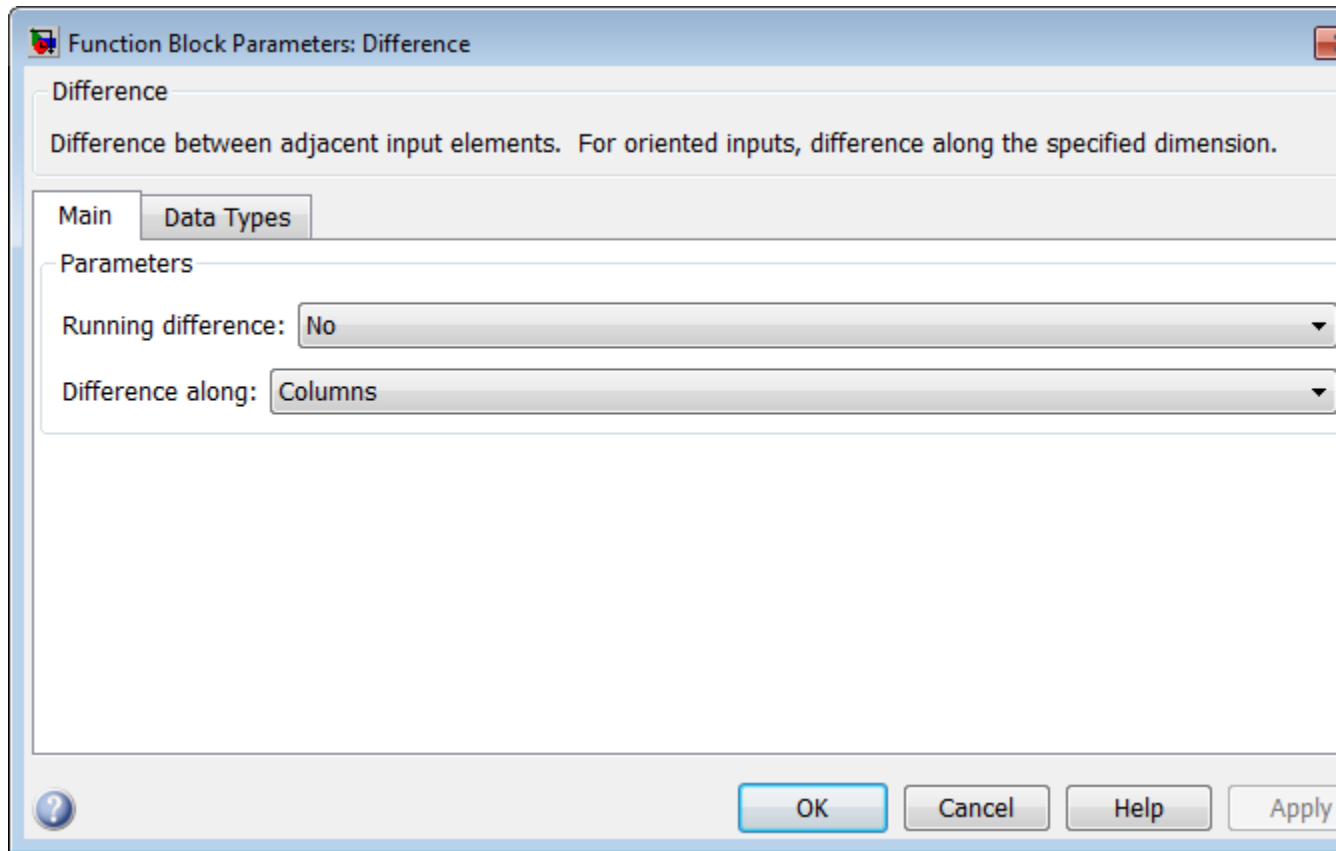 Function Block Parameters: Difference
Difference
Difference between adjacent input elements.  For oriented inputs, difference along the specified dimension.
Main Data Types
Parameters
Running difference: No
Difference along: Columns
? OK Cancel Help Apply